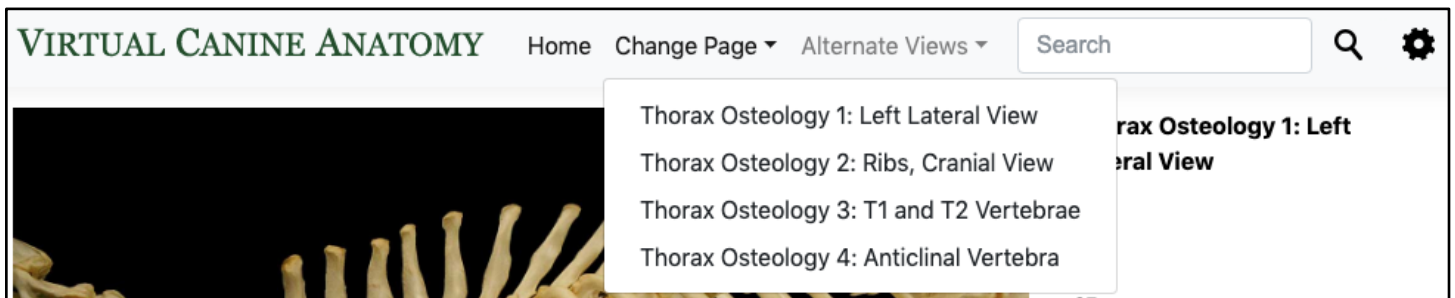 VIRTUAL CANINE ANATOMY Home Change Page Alternate Views Search
Thorax Osteology 1: Left Lateral View
Thorax Osteology 2: Ribs, Cranial View
Thorax Osteology 3: T1 and T2 Vertebrae
Thorax Osteology 4: Anticlinal Vertebra
rax Osteology 1: Left
eral View